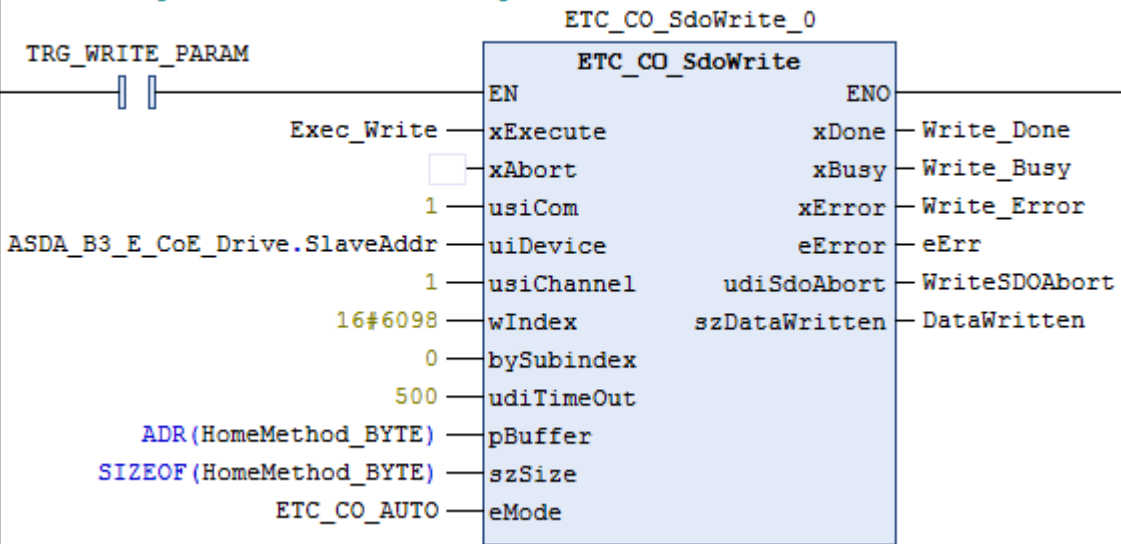 ETC_CO_SdoWrite_0
TRG_WRITE_PARAM
ETC_CO_SdoWrite
EN ENO
Exec_Write xExecute xDone Write_Done
xAbort xBusy Write_Busy
1 usiCom xError Write_Error
ASDA_B3_E_CoE_Drive.SlaveAddr uiDevice eError eErr
1 usiChannel udiSdoAbort WriteSDOAbort
16#6098 wIndex szDataWritten DataWritten
0 bySubindex
500 udiTimeOut
ADR(HomeMethod_BYTE) pBuffer
SIZEOF(HomeMethod_BYTE) szSize
ETC_CO_AUTO eMode